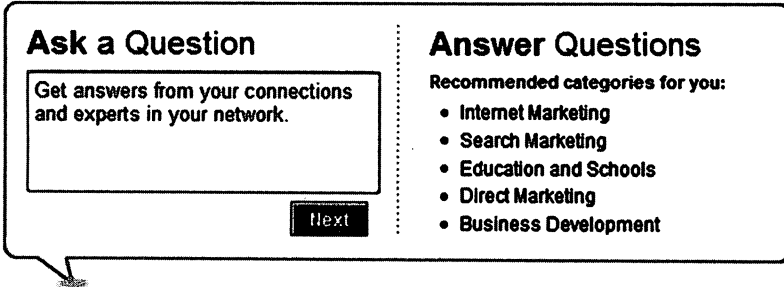 Ask a Question
Get answers from your connections
and experts in your network.
Next
Answer Questions
Recommended categories for you:
• Internet Marketing
• Search Marketing
• Education and Schools
• Direct Marketing
• Business Development